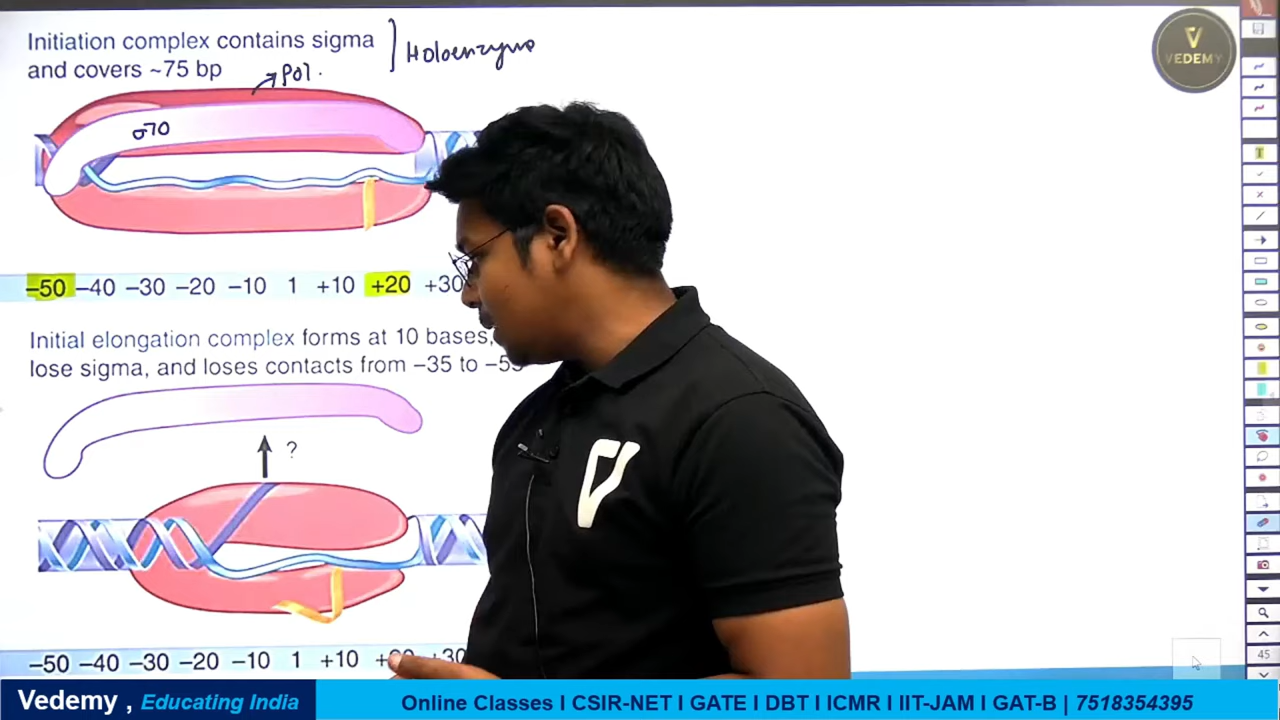 Initiation complex contains sigma
and covers ~75 bp
Holoenzyme
Pol.
σ70
VEDEMY
-50 -40 -30 -20 -10 1 +10 +20 +30
Initial elongation complex forms at 10 bases,
lose sigma, and loses contacts from -35 to
?
-50 -40 -30 -20 -10 1 +10 +30
45
Vedemy , Educating India
Online Classes I CSIR-NET I GATE I DBT I ICMR I IIT-JAM I GAT-B | 7518354395